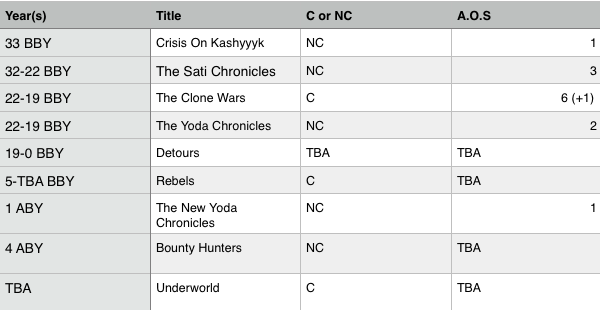 Year(s) Title C or NC A.O.S
33 BBY Crisis On Kashyyyk NC 1
32-22 BBY The Sati Chronicles NC 3
22-19 BBY The Clone Wars C 6 (+1)
22-19 BBY The Yoda Chronicles NC 2
19-0 BBY Detours TBA TBA
5-TBA BBY Rebels C TBA
1 ABY The New Yoda NC 1
Chronicles
4 ABY Bounty Hunters NC TBA
TBA Underworld C TBA